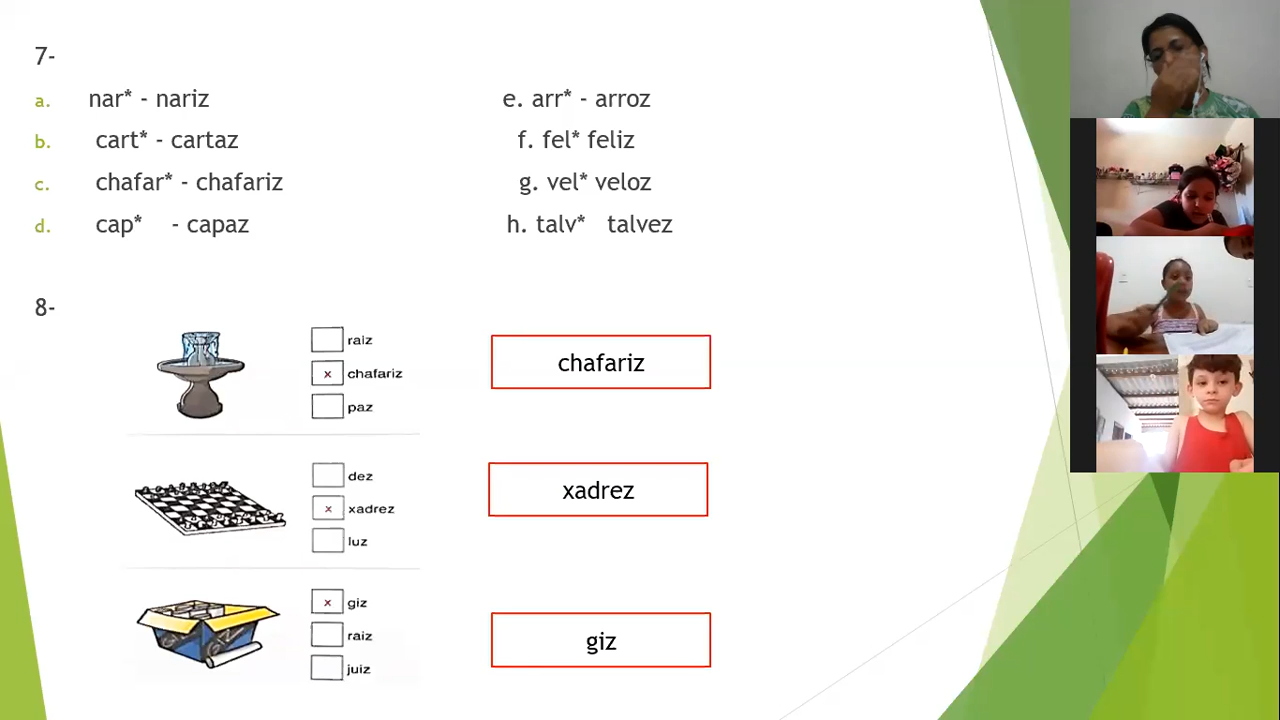 7-
a. nar* - nariz
b. cart* - cartaz
c. chafar* - chafariz
d. cap* - capaz
e. arr* - arroz
f. fel* feliz
g. vel* veloz
h. talv* talvez
8-
raiz
x chafariz
paz
chafariz
dez
x xadrez
luz
xadrez
x giz
raiz
juiz
giz